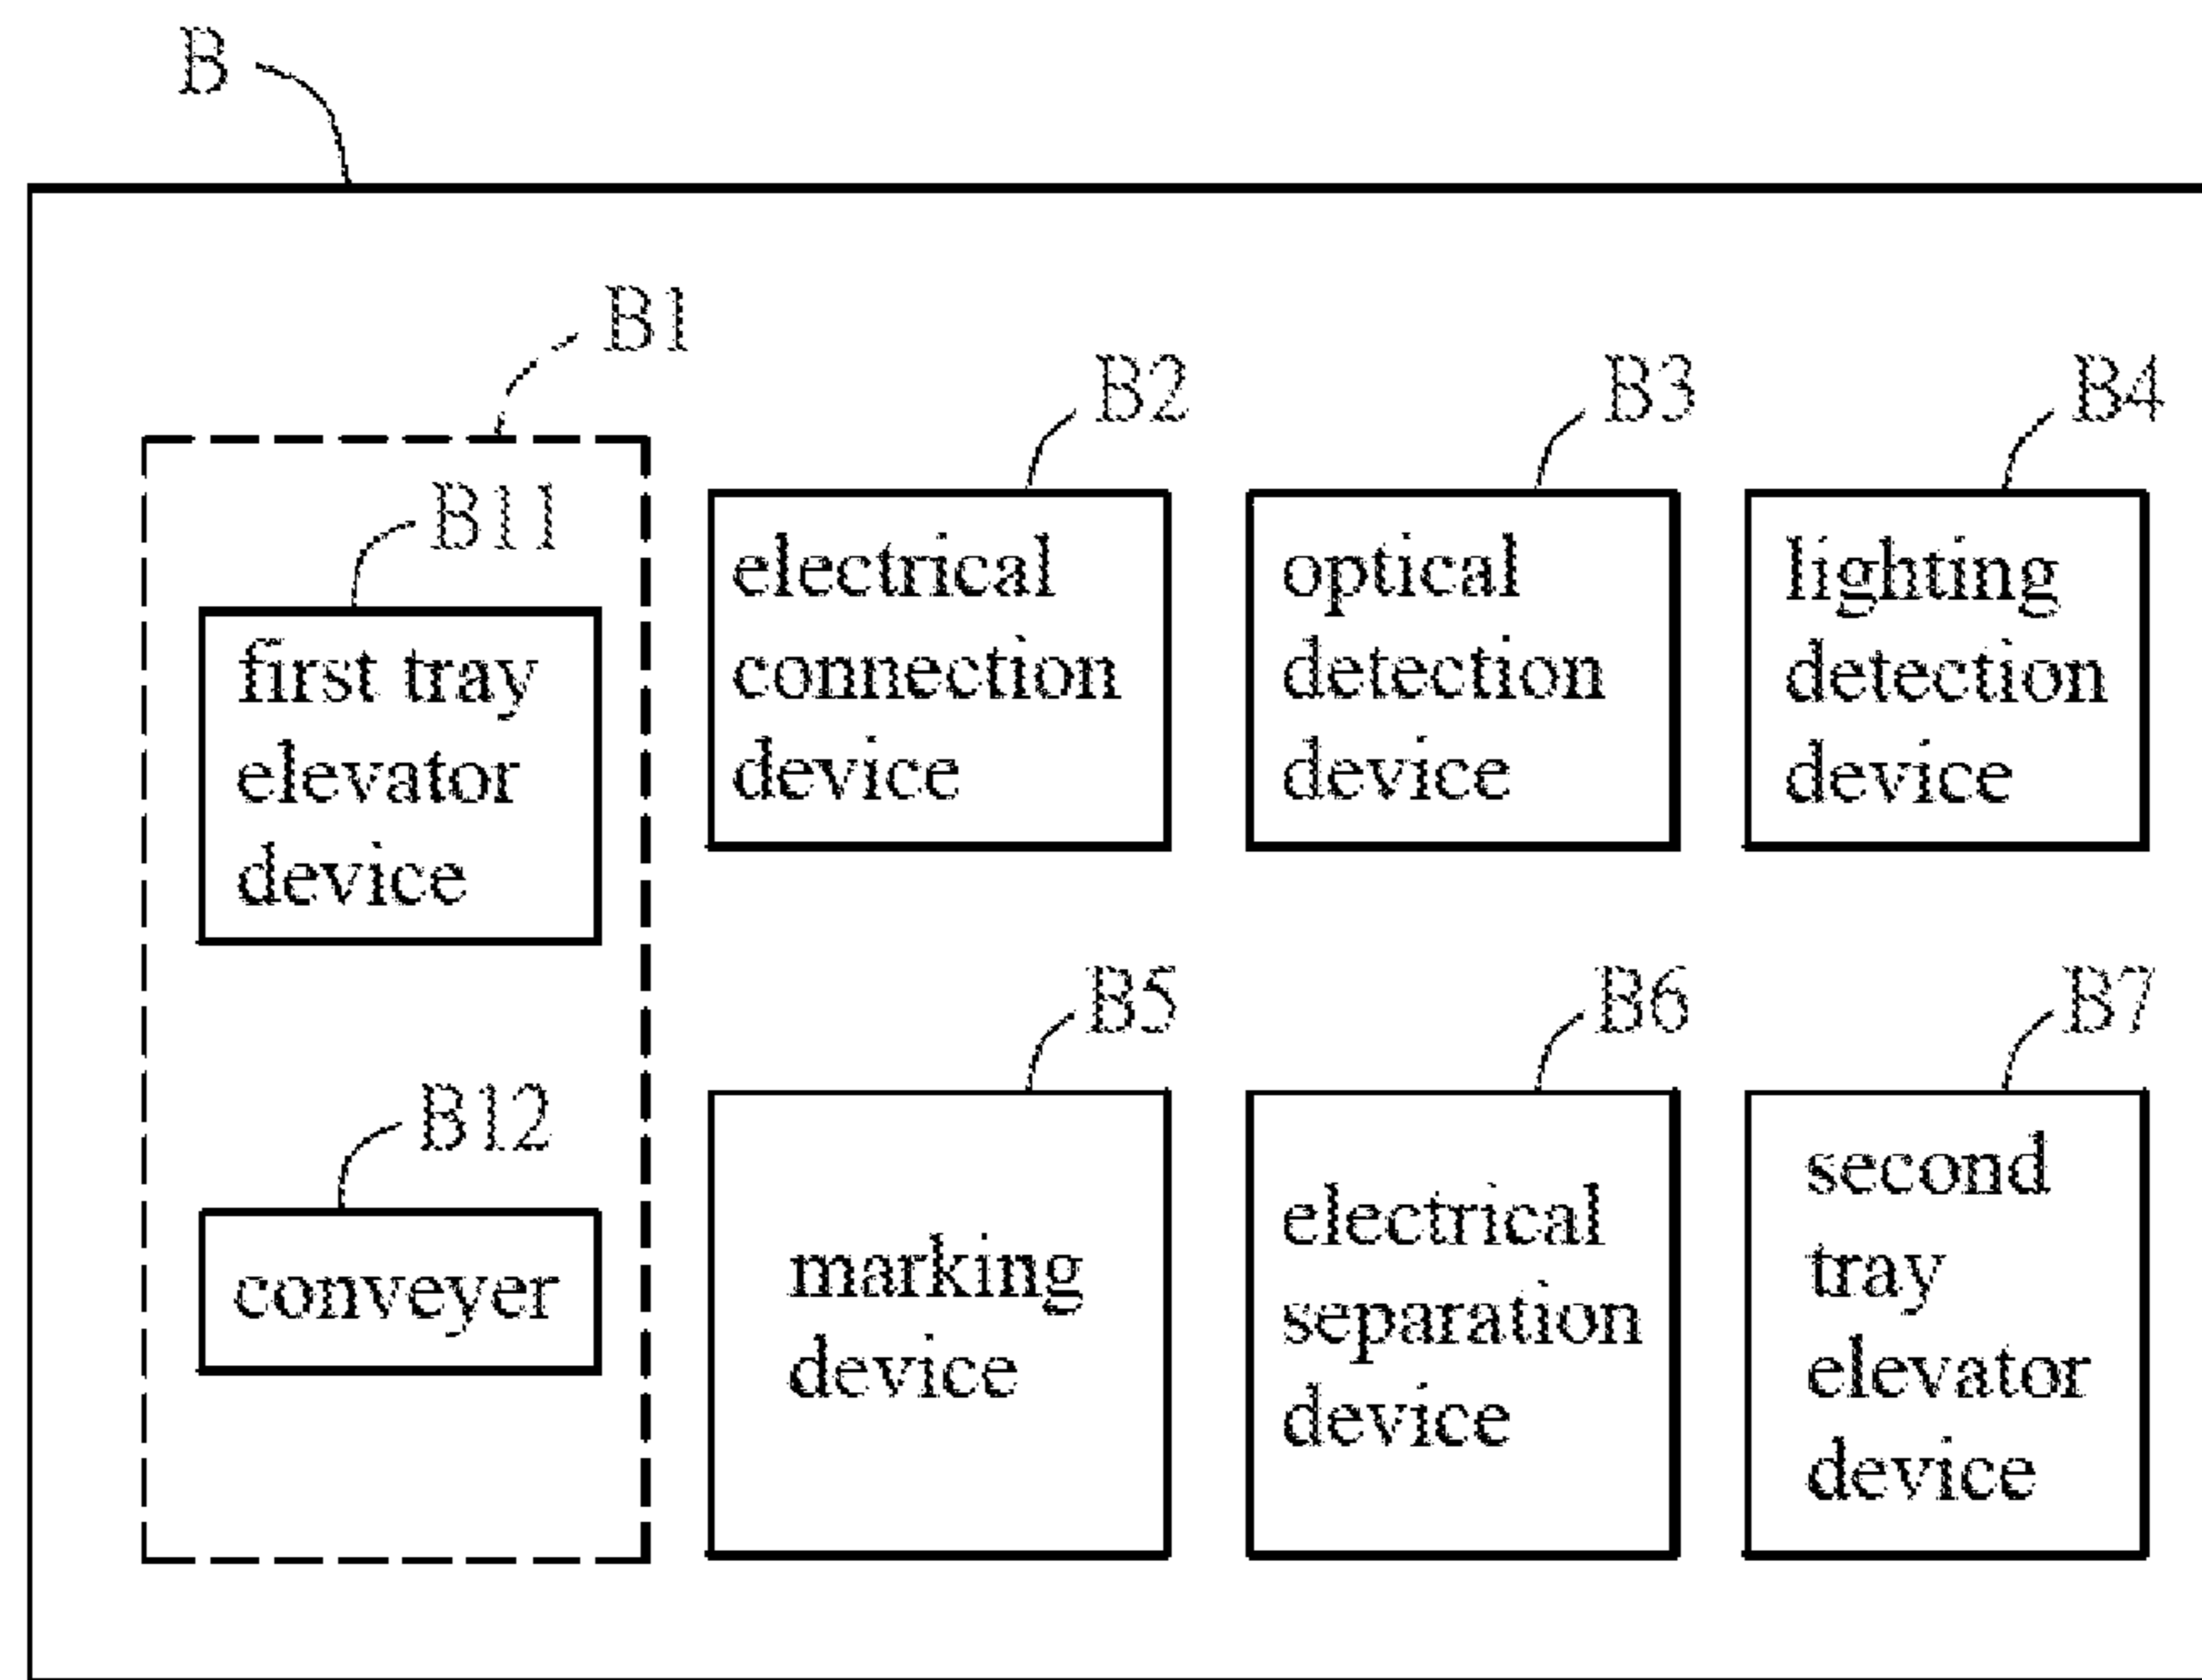 B
B1
B11
first tray
elevator
device
B12
conveyer
B2
electrical
connection
device
B3
optical
detection
device
B4
lighting
detection
device
B5
marking
device
B6
electrical
separation
device
B7
second
tray
elevator
device